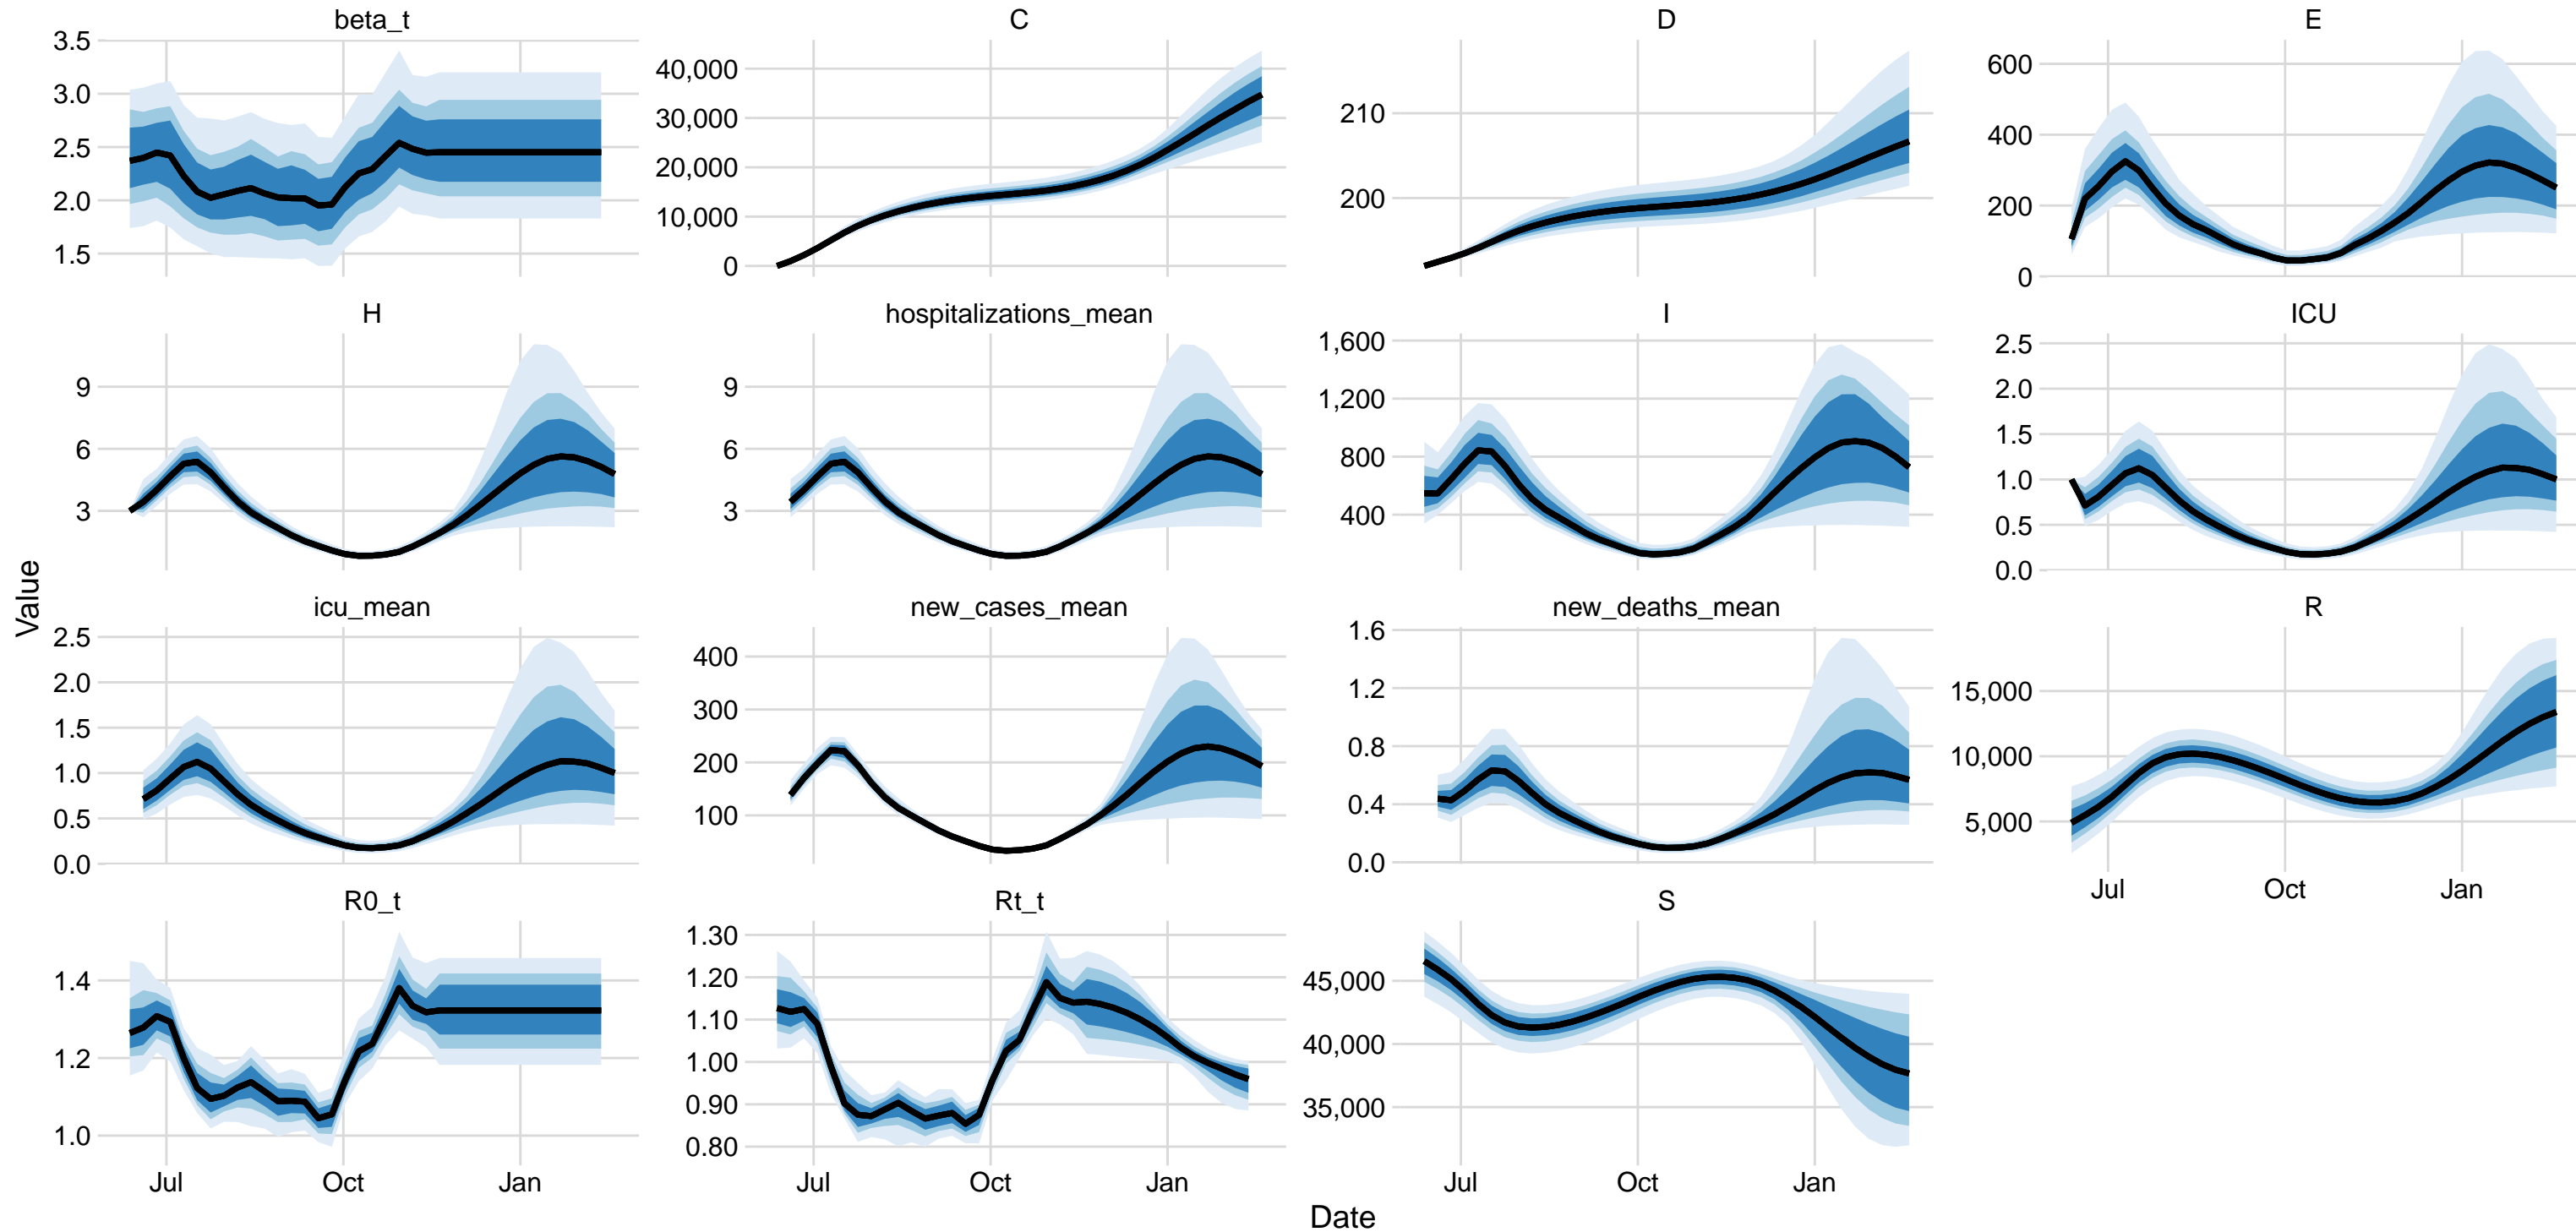 beta_t
3.5
3.0
2.5
2.0
1.5
C
40,000
30,000
20,000
10,000
0
D
210
200
E
600
400
200
0
H
9
6
3
hospitalizations_mean
9
6
3
I
1,600
1,200
800
400
ICU
2.5
2.0
1.5
1.0
0.5
0.0
Value
icu_mean
2.5
2.0
1.5
1.0
0.5
0.0
new_cases_mean
400
300
200
100
new_deaths_mean
1.6
1.2
0.8
0.4
0.0
R
15,000
10,000
5,000
Jul Oct Jan
R0_t
1.4
1.2
1.0
Jul Oct Jan
Rt_t
1.30
1.20
1.10
1.00
0.90
0.80
Jul Oct Jan
S
45,000
40,000
35,000
Jul Oct Jan
Date